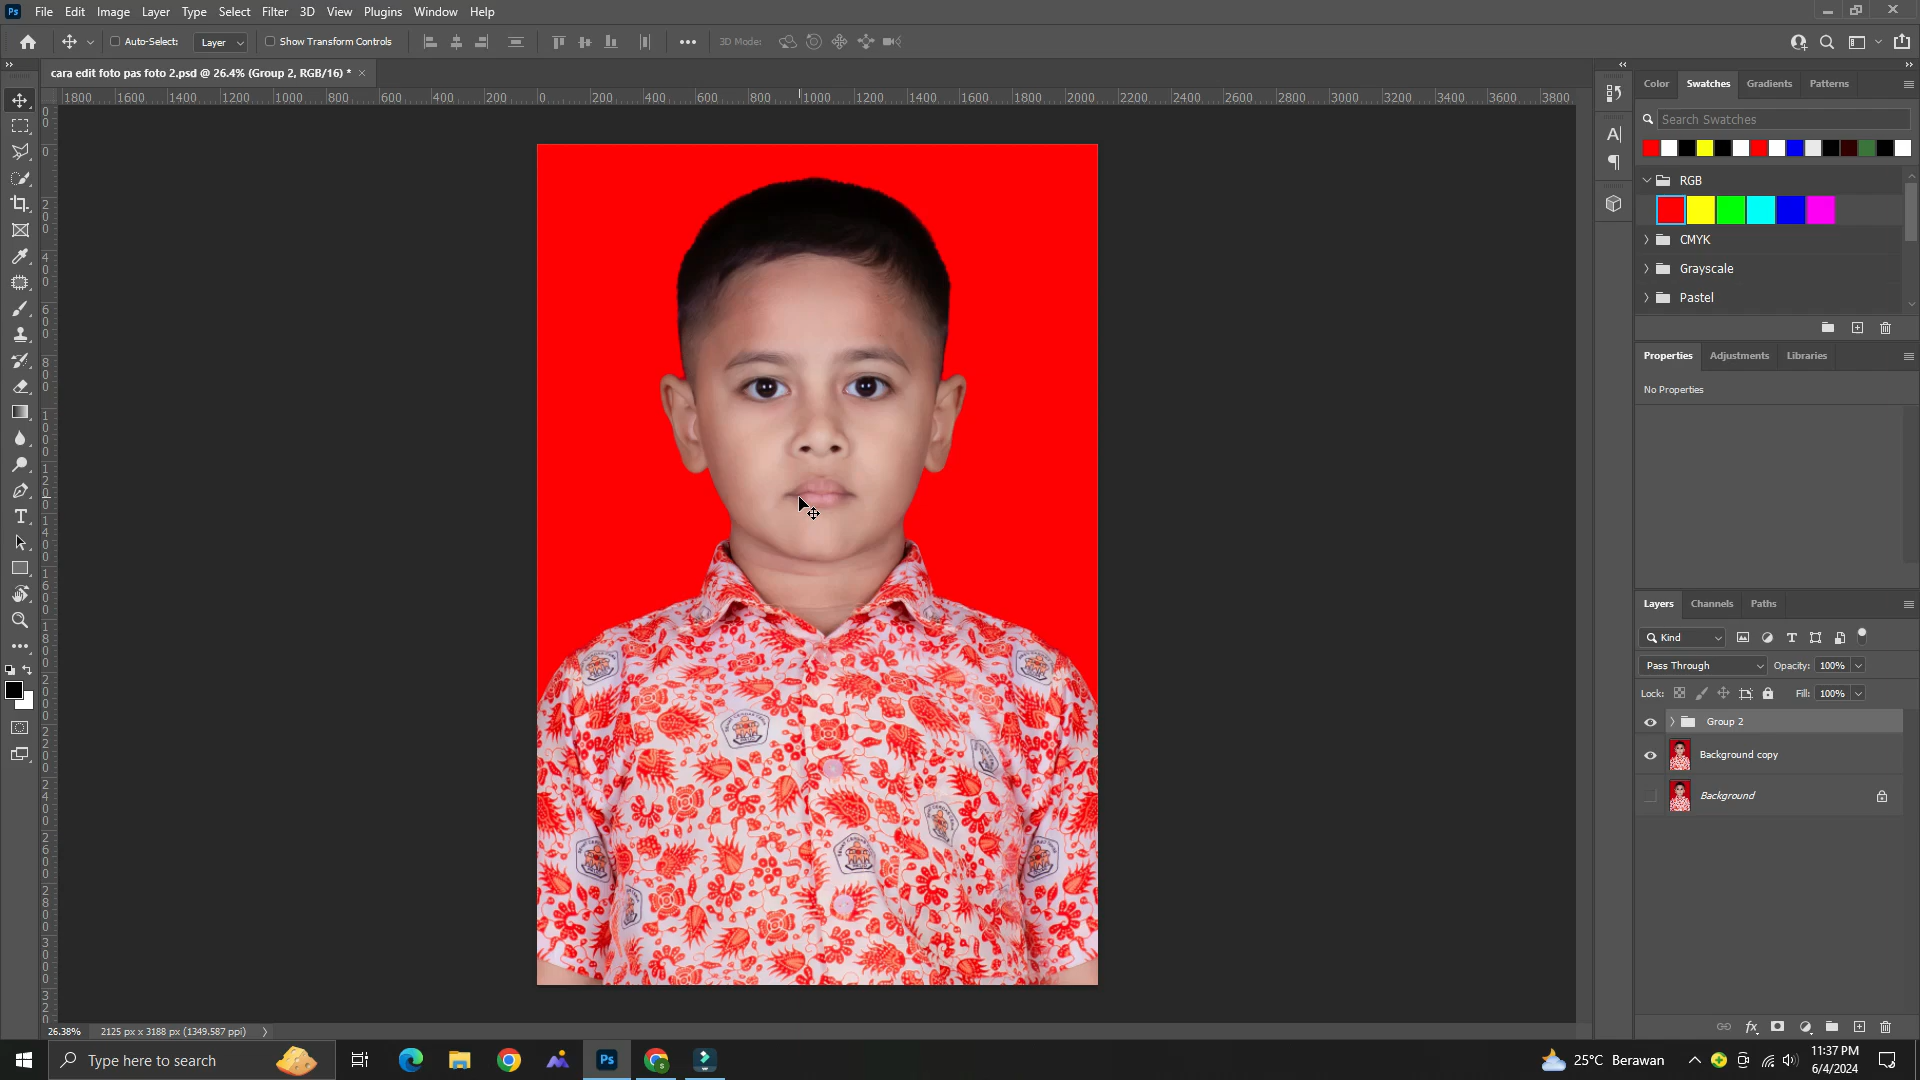 Ps File Edit Image Layer Type Select Filter 3D View Plugins Window Help
Auto-Select: Layer Show Transform Controls 3D Mode:
cara edit foto pas foto 2.psd @ 26.4% (Group 2, RGB/16) *
1800 1600 1400 1200 1000 800 600 400 200 0 200 400 600 800 1000 1200 1400 1600 1800 2000 2200 2400 2600 2800 3000 3200 3400 3600 3800
Color Swatches Gradients Patterns
Search Swatches
RGB
CMYK
Grayscale
Pastel
Properties Adjustments Libraries
No Properties
Layers Channels Paths
Kind
Pass Through Opacity: 100%
Lock: Fill: 100%
Group 2
Background copy
Background
26.38% 2125 px x 3188 px (1349.587 ppi)
Type here to search
Ps
25°C Berawan
11:37 PM
6/4/2024